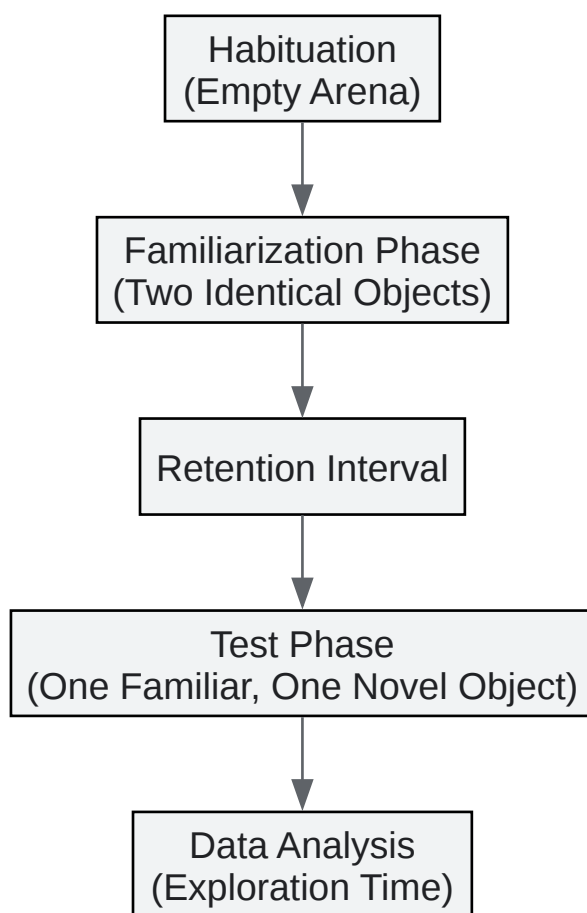 Habituation
(Empty Arena)
Familiarization Phase
(Two Identical Objects)
Retention Interval
Test Phase
(One Familiar, One Novel Object)
Data Analysis
(Exploration Time)